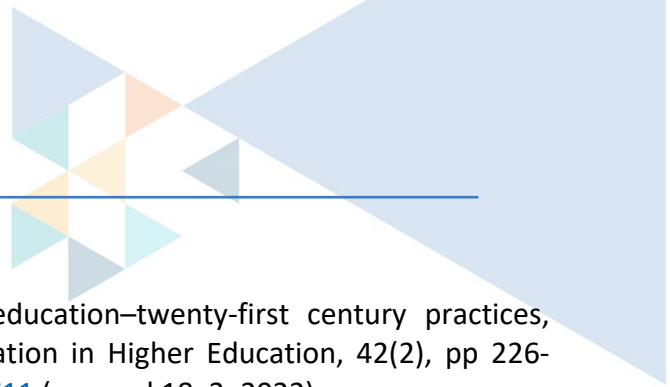 education–twenty-first century practices,
ation in Higher Education, 42(2), pp 226-